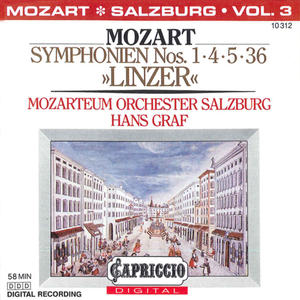 MOZART ✻ SALZBURG • VOL. 3
10 312
MOZART
SYMPHONIEN Nos. 1·4·5·36
»LINZER«
MOZARTEUM ORCHESTER SALZBURG
HANS GRAF
CAPRICCIO
DIGITAL
58 MIN
DDD
DIGITAL RECORDING